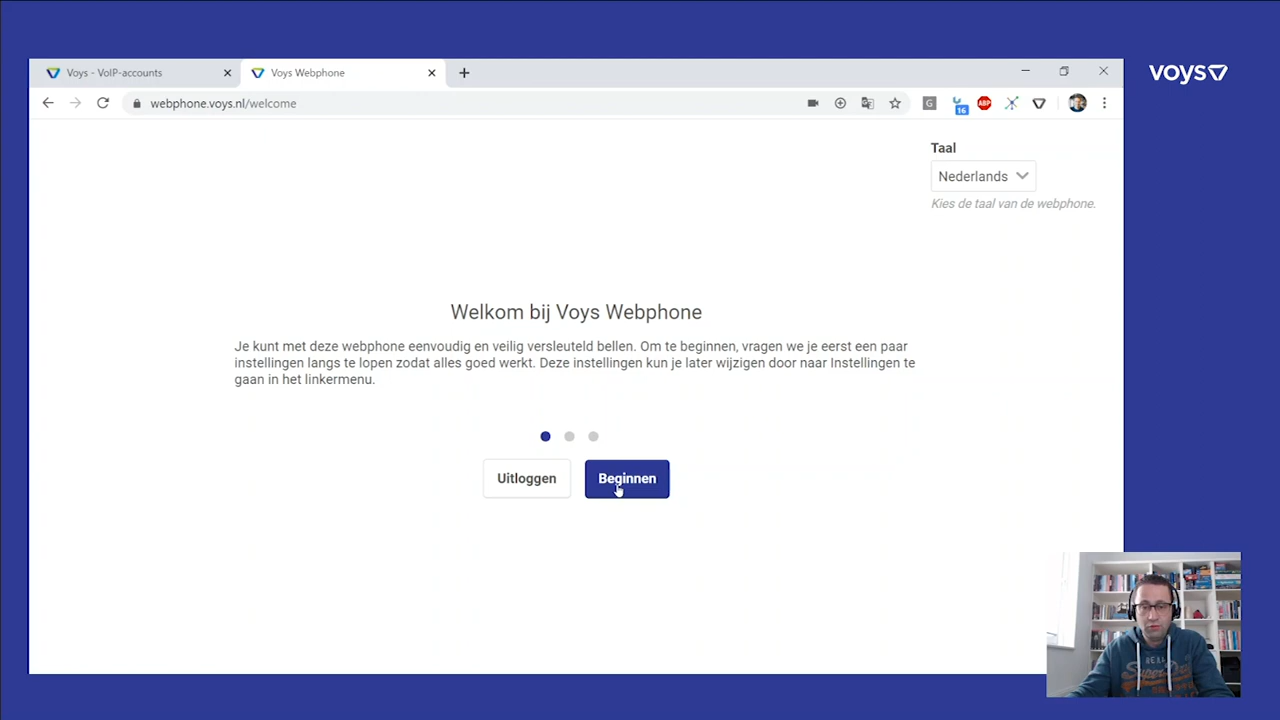 Voys - VoIP-accounts
Voys Webphone
voys
webphone.voys.nl/welcome
G
16
ABP
Taal
Nederlands
Kies de taal van de webphone.
Welkom bij Voys Webphone
Je kunt met deze webphone eenvoudig en veilig versleuteld bellen. Om te beginnen, vragen we je eerst een paar
instellingen langs te lopen zodat alles goed werkt. Deze instellingen kun je later wijzigen door naar Instellingen te
gaan in het linkermenu.
Uitloggen
Beginnen
REAL